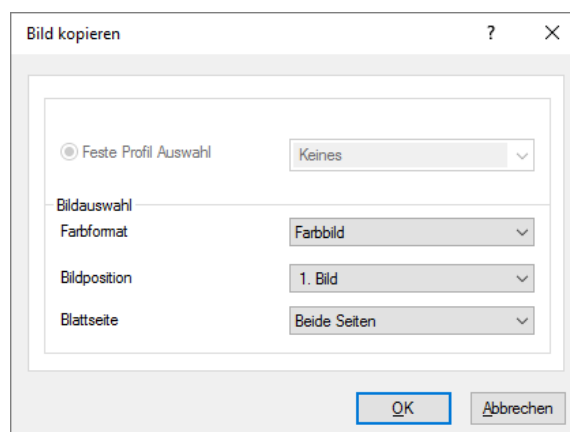 Bild kopieren ?
Feste Profil Auswahl Keines
Bildauswahl
Farbformat Farbbild
Bildposition 1. Bild
Blattseite Beide Seiten
OK Abbrechen